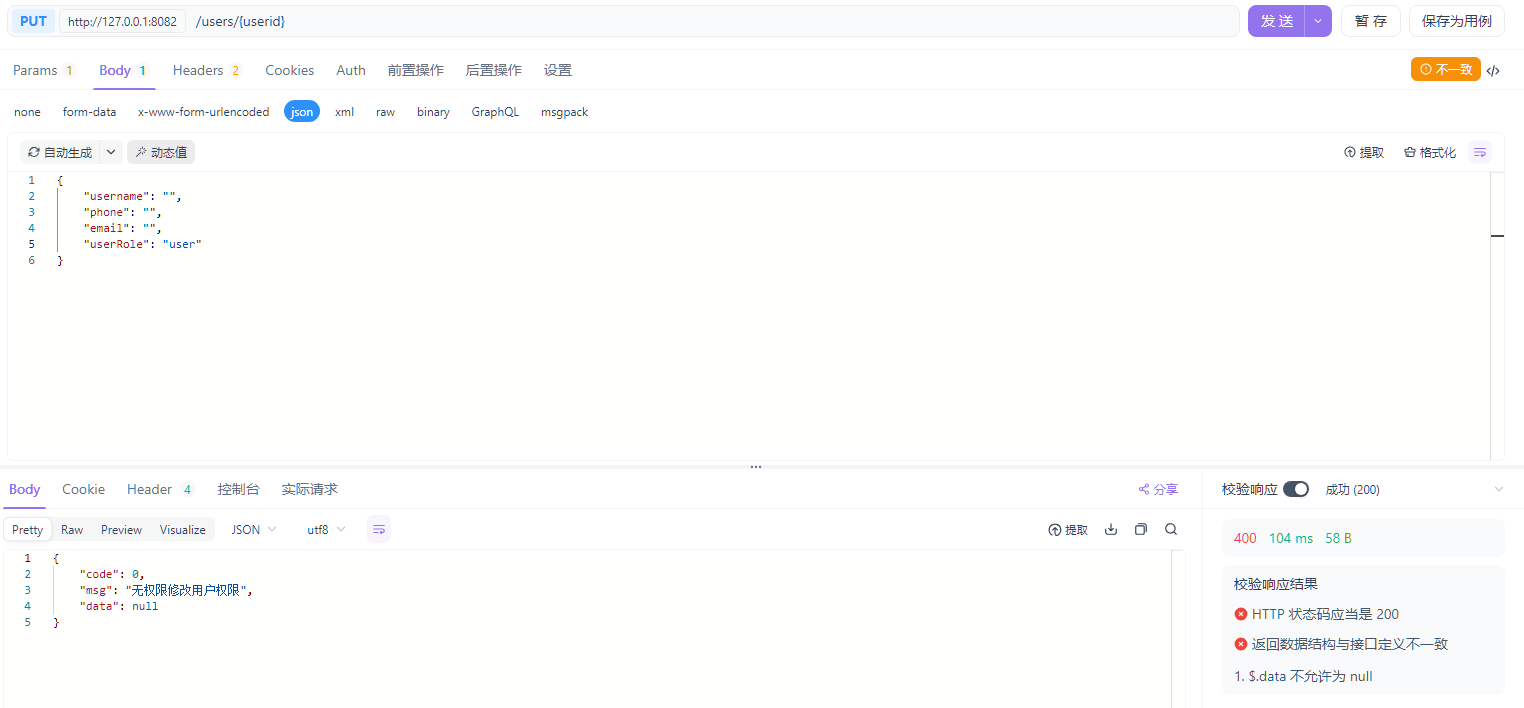 PUT http://127.0.0.1:8082 /users/{userid} 发 送 暂 存 保存为用例
Params 1 Body 1 Headers 2 Cookies Auth 前置操作 后置操作 设置 不一致
none form-data x-www-form-urlencoded json xml raw binary GraphQL msgpack
自动生成 动态值 提取 格式化
1 {
2 "username": "",
3 "phone": "",
4 "email": "",
5 "userRole": "user"
6 }
Body Cookie Header 4 控制台 实际请求 分享 校验响应 成功 (200)
Pretty Raw Preview Visualize JSON utf8 提取
400 104 ms 58 B
1 {
2 "code": 0,
3 "msg": "无权限修改用户权限",
4 "data": null
5 }
校验响应结果
HTTP 状态码应当是 200
返回数据结构与接口定义不一致
1. $.data 不允许为 null